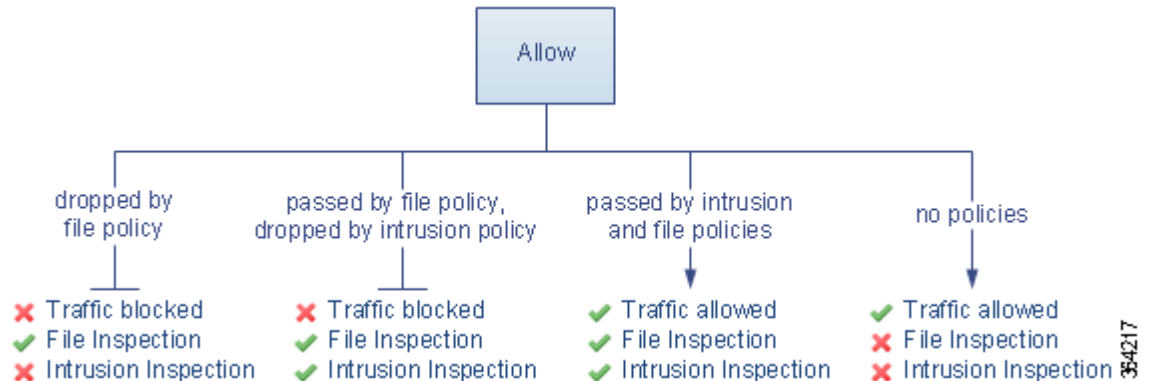 Allow
dropped by
file policy
passed by file policy,
dropped by intrusion policy
passed by intrusion
and file policies
no policies
Traffic blocked
File Inspection
Intrusion Inspection
Traffic blocked
File Inspection
Intrusion Inspection
Traffic allowed
File Inspection
Intrusion Inspection
Traffic allowed
File Inspection
Intrusion Inspection
364217